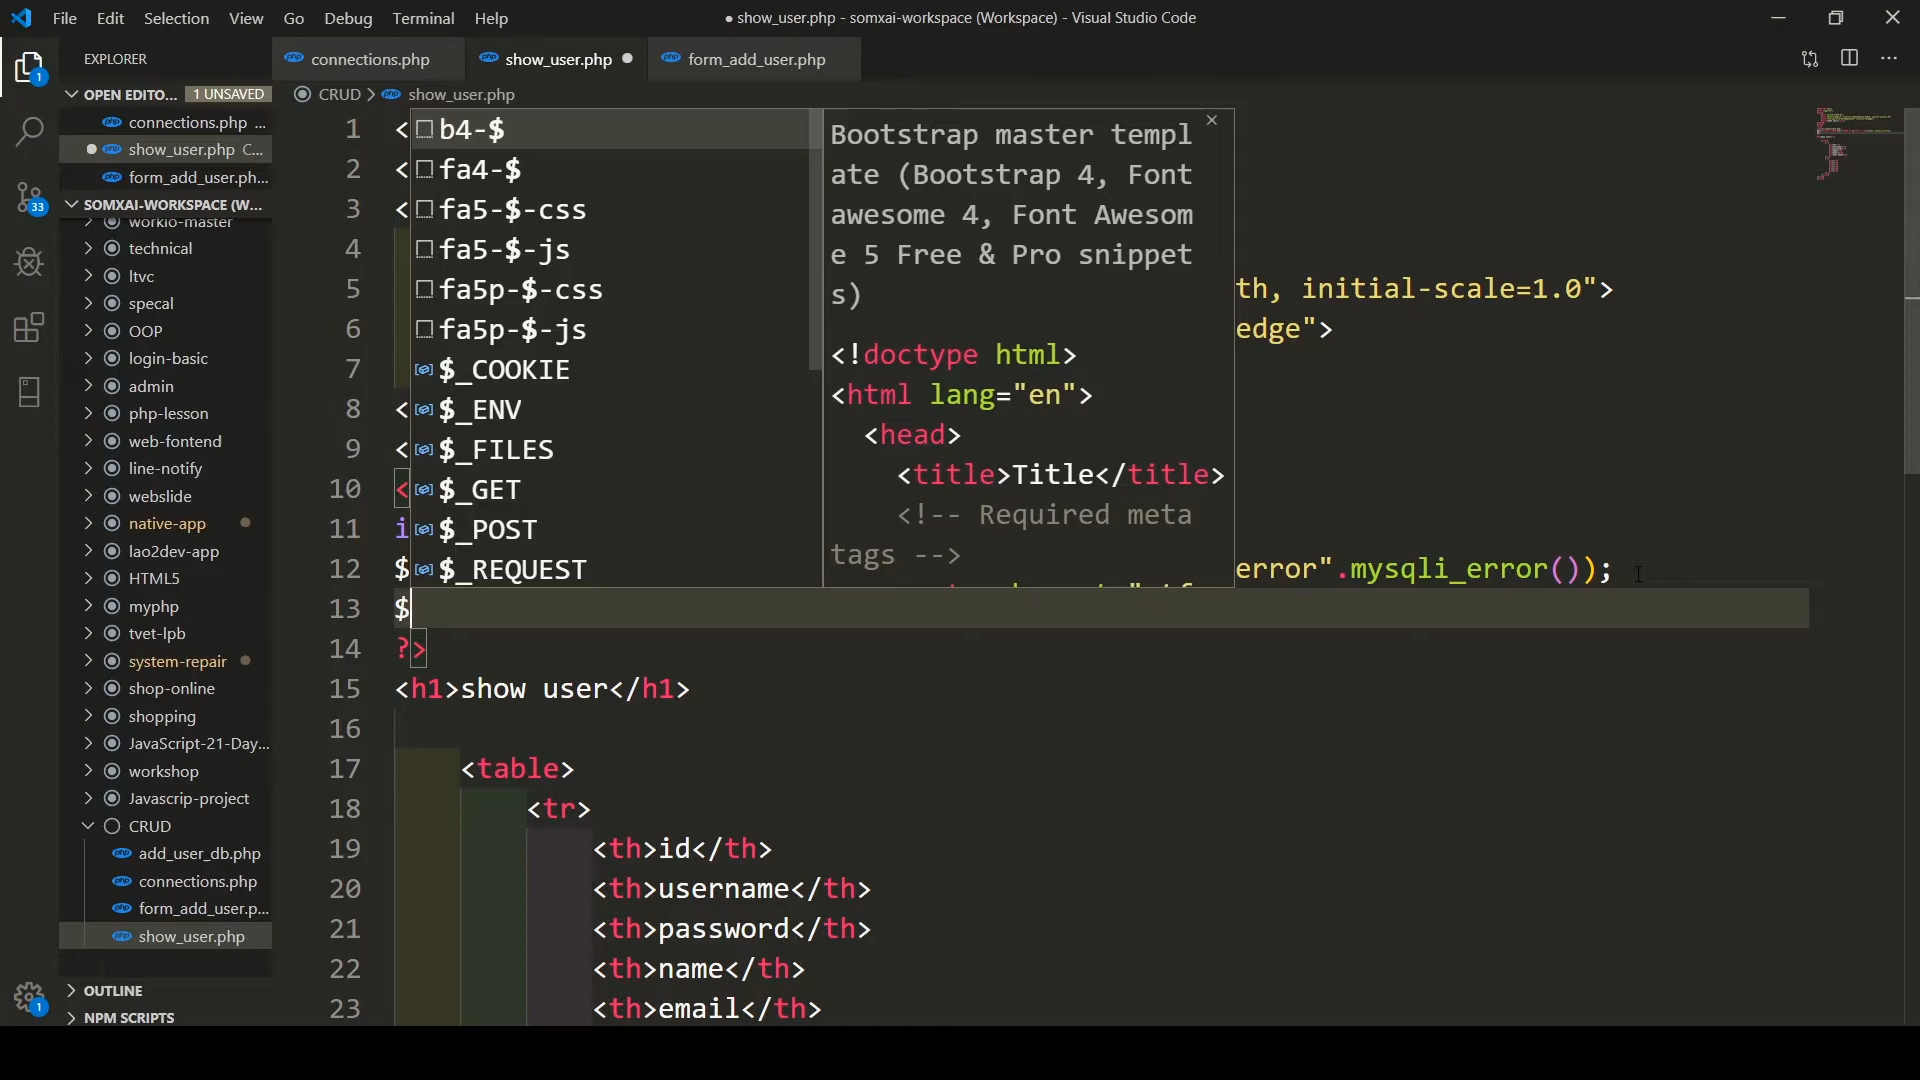 File Edit Selection View Go Debug Terminal Help
● show_user.php - somxai-workspace (Workspace) - Visual Studio Code
EXPLORER
connections.php
show_user.php
form_add_user.php
OPEN EDITO... 1 UNSAVED
connections.php ...
show_user.php C...
form_add_user.ph...
SOMXAI-WORKSPACE (W...
workio-master
technical
ltvc
specal
OOP
login-basic
admin
php-lesson
web-fontend
line-notify
webslide
native-app
lao2dev-app
HTML5
myphp
tvet-lpb
system-repair
shop-online
shopping
JavaScript-21-Day...
workshop
Javascrip-project
CRUD
add_user_db.php
connections.php
form_add_user.p...
show_user.php
OUTLINE
NPM SCRIPTS
1
33
1
CRUD > show_user.php
1 <
2 <
3 <
4
5 th, initial-scale=1.0">
6 edge">
7
8 <
9 <
10 <
11 i
12 $ error".mysqli_error());
13 $
14 ?>
15 <h1>show user</h1>
16
17 <table>
18 <tr>
19 <th>id</th>
20 <th>username</th>
21 <th>password</th>
22 <th>name</th>
23 <th>email</th>
b4-$
fa4-$
fa5-$-css
fa5-$-js
fa5p-$-css
fa5p-$-js
$_COOKIE
$_ENV
$_FILES
$_GET
$_POST
$_REQUEST
Bootstrap master templ
ate (Bootstrap 4, Font
awesome 4, Font Awesom
e 5 Free & Pro snippet
s)
<!doctype html>
<html lang="en">
<head>
<title>Title</title>
<!-- Required meta
tags -->